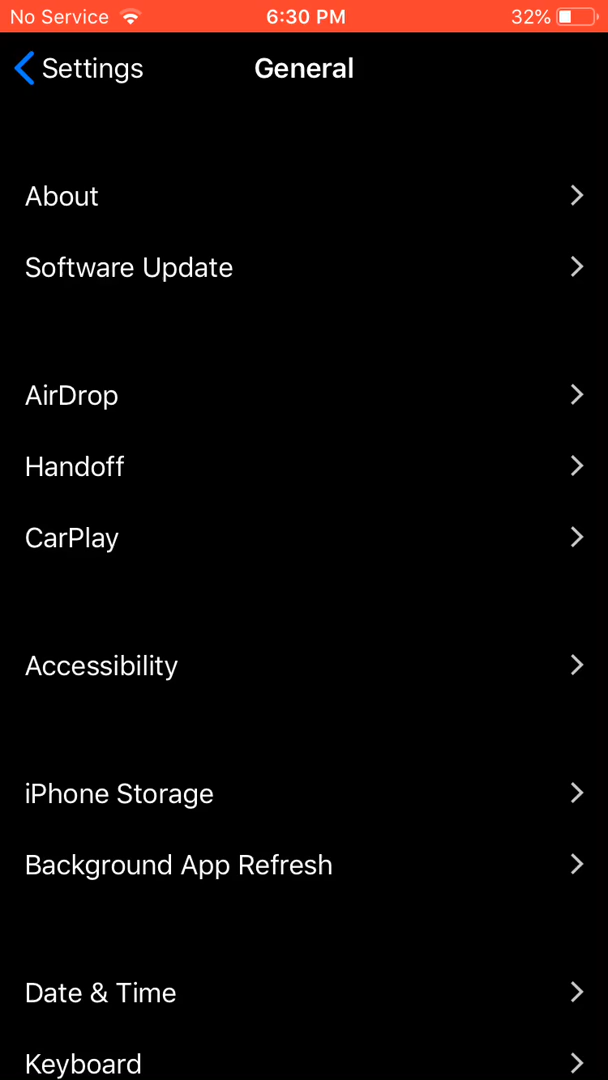 No Service 6:30 PM 32%
Settings General
About
Software Update
AirDrop
Handoff
CarPlay
Accessibility
iPhone Storage
Background App Refresh
Date & Time
Keyboard